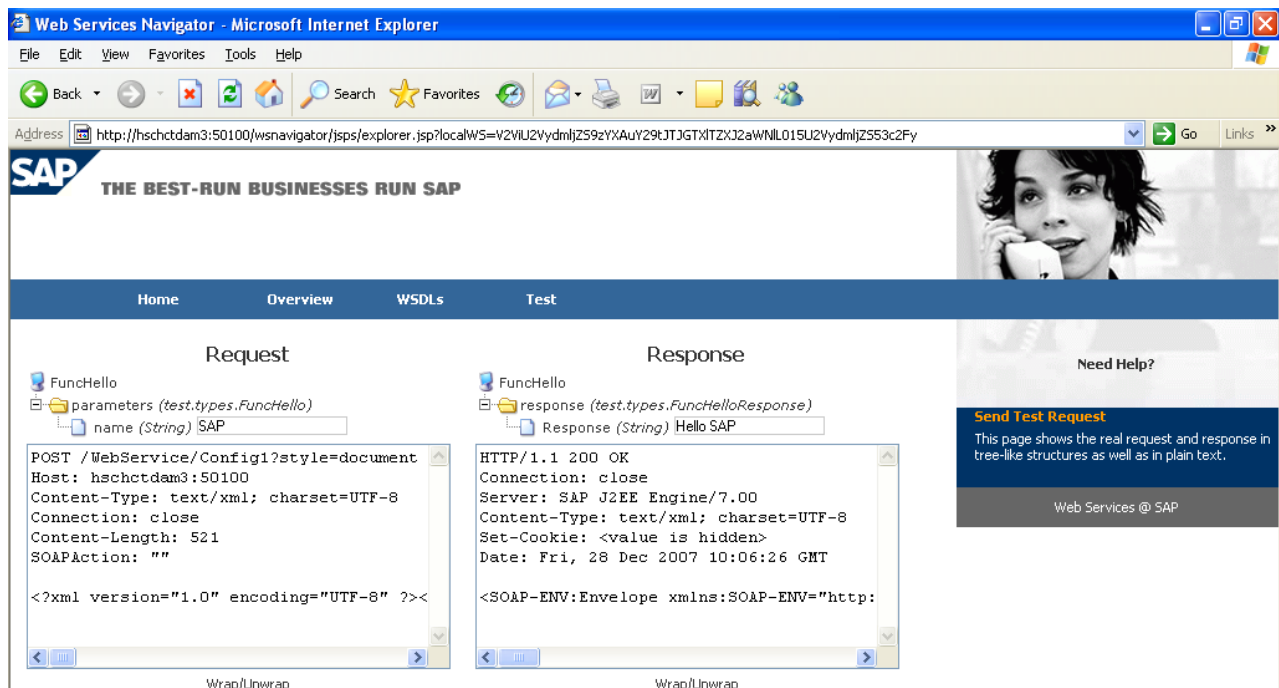 Web Services Navigator - Microsoft Internet Explorer
File Edit View Favorites Tools Help
Back Search Favorites
Address http://hschctdam3:50100/wsnavigator/jsps/explorer.jsp?localWS=V2ViU2VydmljZS9zYXAuY29tJTJGTXlTZXJ2aWNlL015U2VydmljZS53c2Fy Go Links »
SAP THE BEST-RUN BUSINESSES RUN SAP
Home Overview WSDLs Test
Request
FuncHello
parameters (test.types.FuncHello)
name (String) SAP
POST /WebService/Config1?style=document
Host: hschctdam3:50100
Content-Type: text/xml; charset=UTF-8
Connection: close
Content-Length: 521
SOAPAction: ""
<?xml version="1.0" encoding="UTF-8" ?><
Wrap/Unwrap
Response
FuncHello
response (test.types.FuncHelloResponse)
Response (String) Hello SAP
HTTP/1.1 200 OK
Connection: close
Server: SAP J2EE Engine/7.00
Content-Type: text/xml; charset=UTF-8
Set-Cookie: <value is hidden>
Date: Fri, 28 Dec 2007 10:06:26 GMT
<SOAP-ENV:Envelope xmlns:SOAP-ENV="http:
Wrap/Unwrap
Need Help?
Send Test Request
This page shows the real request and response in
tree-like structures as well as in plain text.
Web Services @ SAP